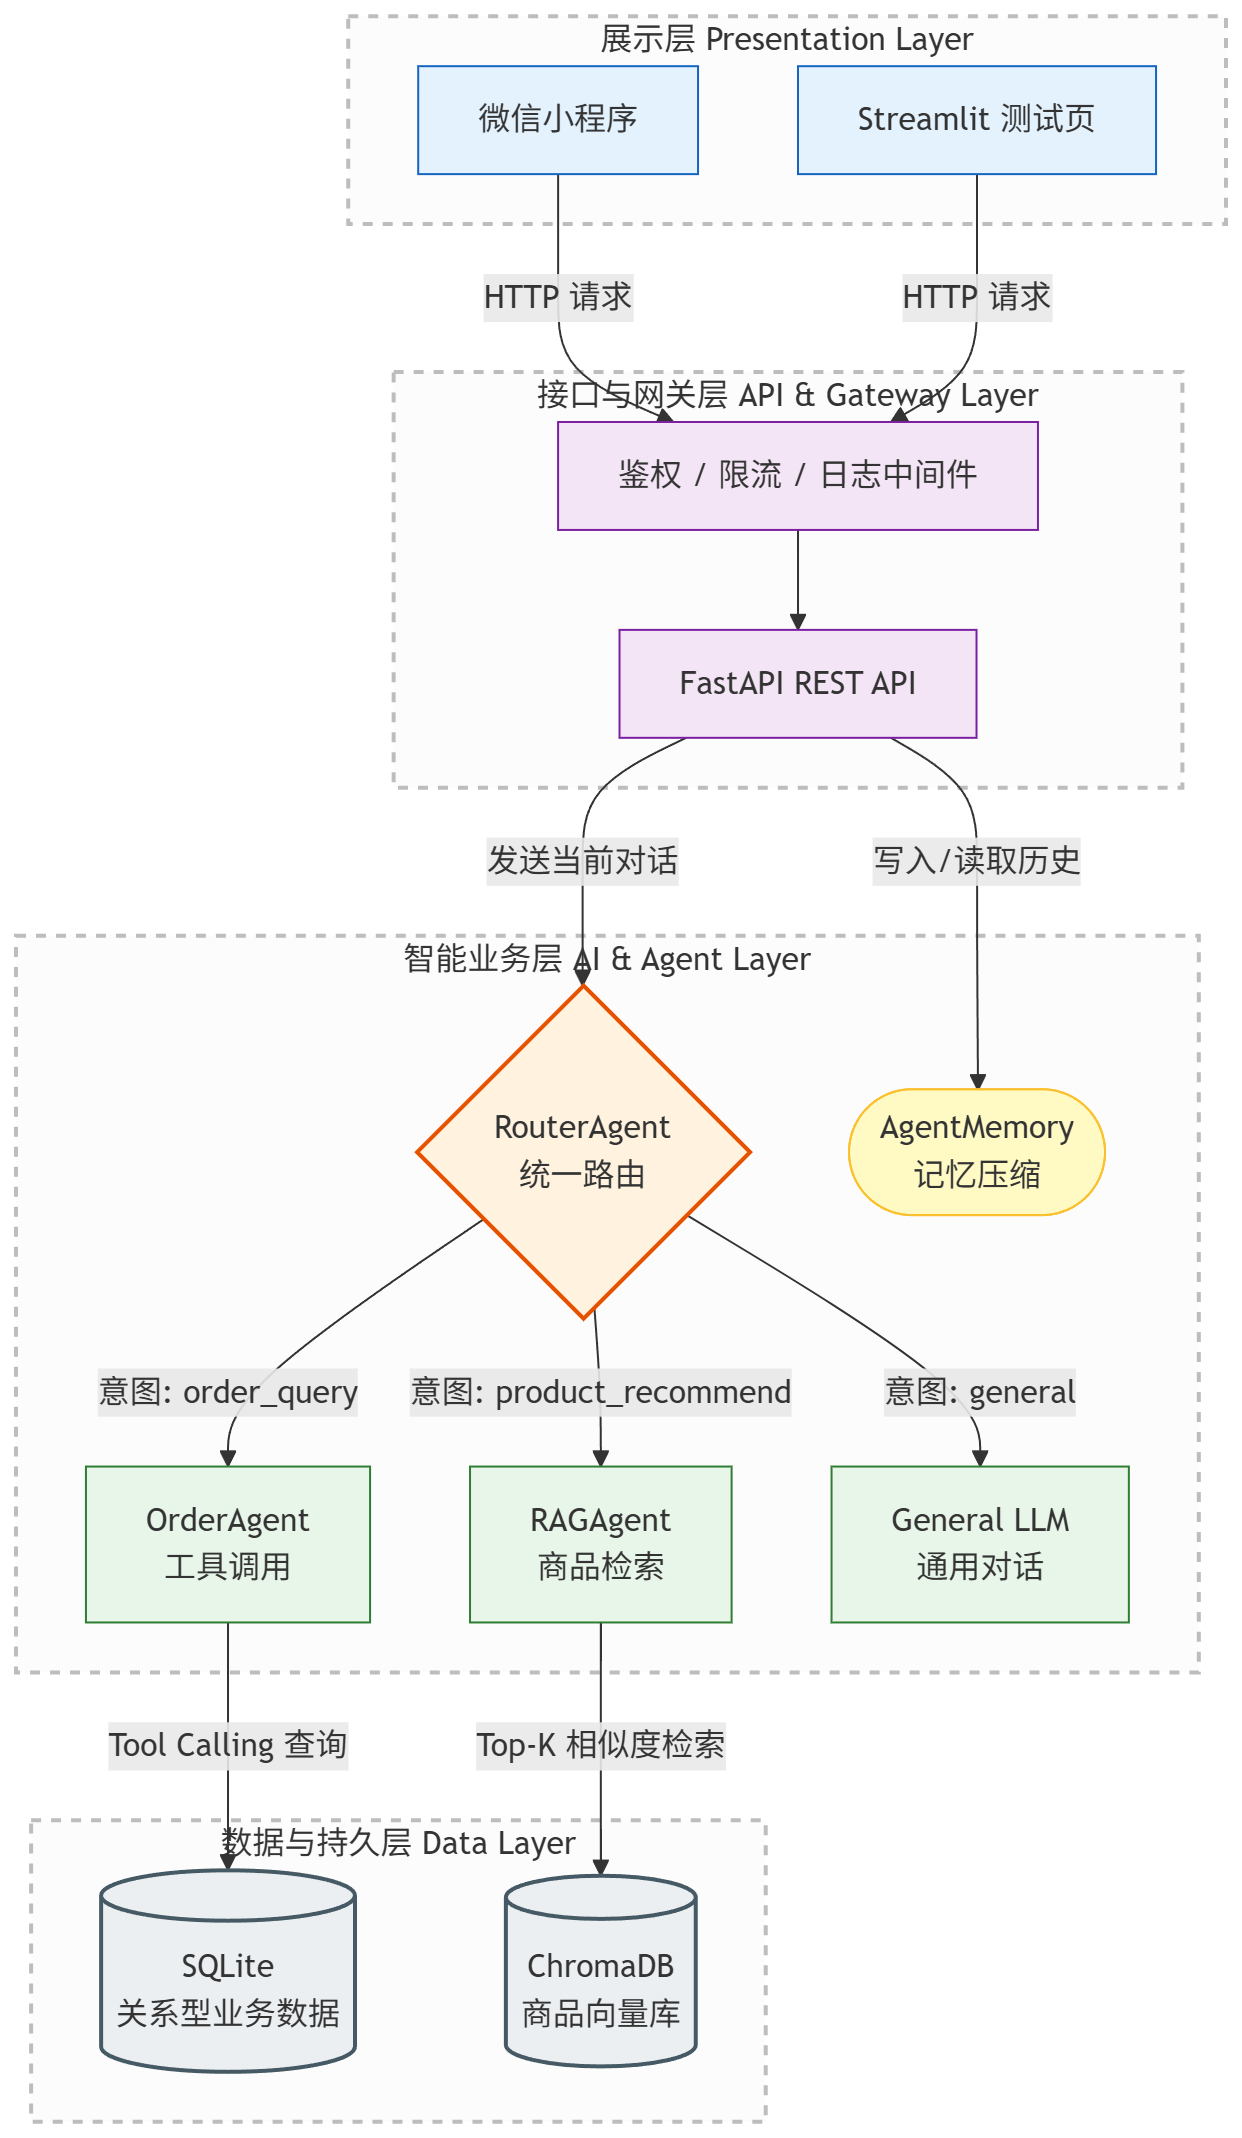 展示层 Presentation Layer
微信小程序
Streamlit 测试页
HTTP 请求
HTTP 请求
接口与网关层 API & Gateway Layer
鉴权 / 限流 / 日志中间件
FastAPI REST API
发送当前对话
写入/读取历史
智能业务层 AI & Agent Layer
RouterAgent
统一路由
AgentMemory
记忆压缩
意图: order_query
意图: product_recommend
意图: general
OrderAgent
工具调用
RAGAgent
商品检索
General LLM
通用对话
Tool Calling 查询
Top-K 相似度检索
数据与持久层 Data Layer
SQLite
关系型业务数据
ChromaDB
商品向量库